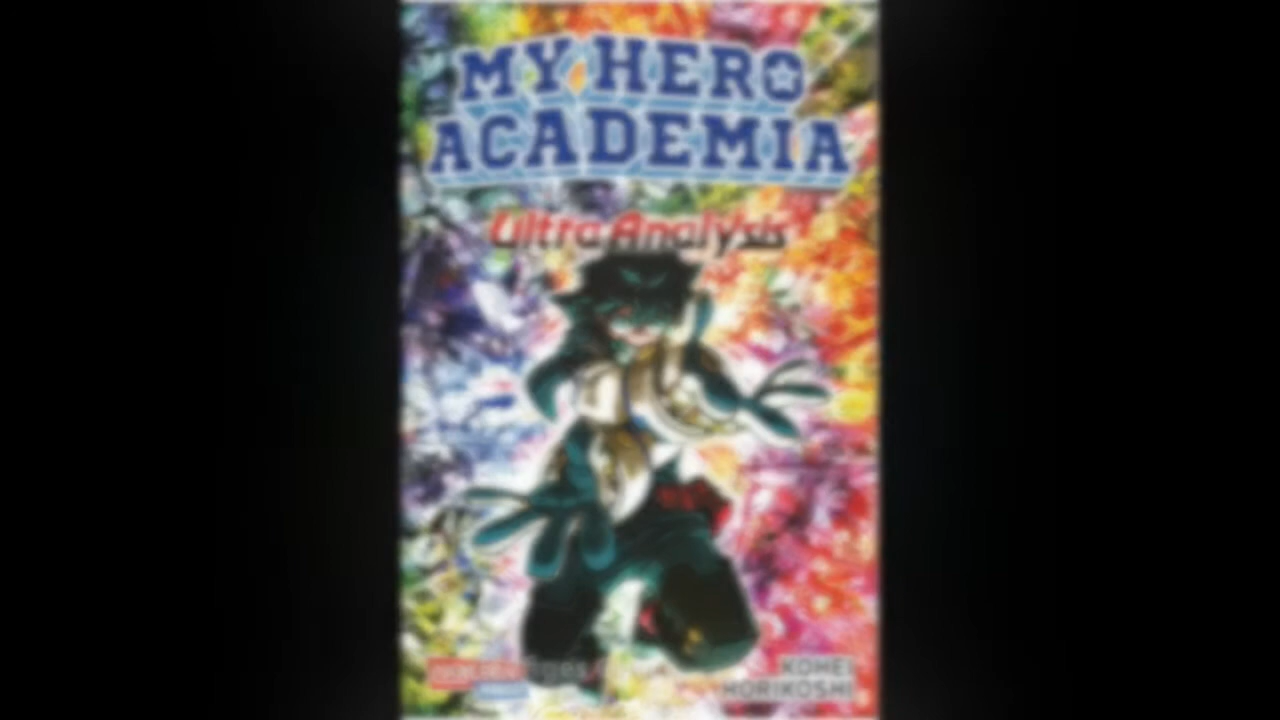 MY HERO
ACADEMIA
Ultra Analysis
KOHEI
HORIKOSHI